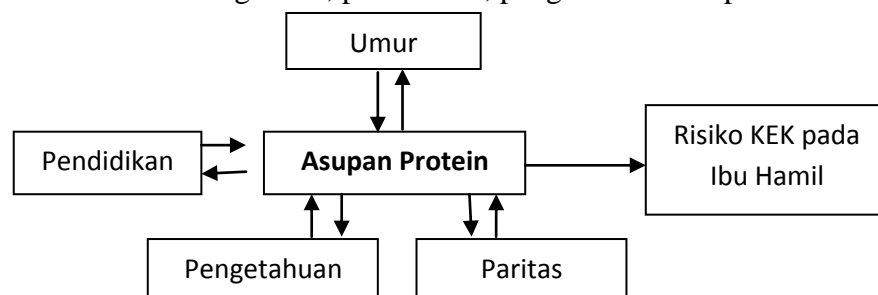 Umur
Pendidikan
Asupan Protein
Risiko KEK pada
Ibu Hamil
Pengetahuan
Paritas